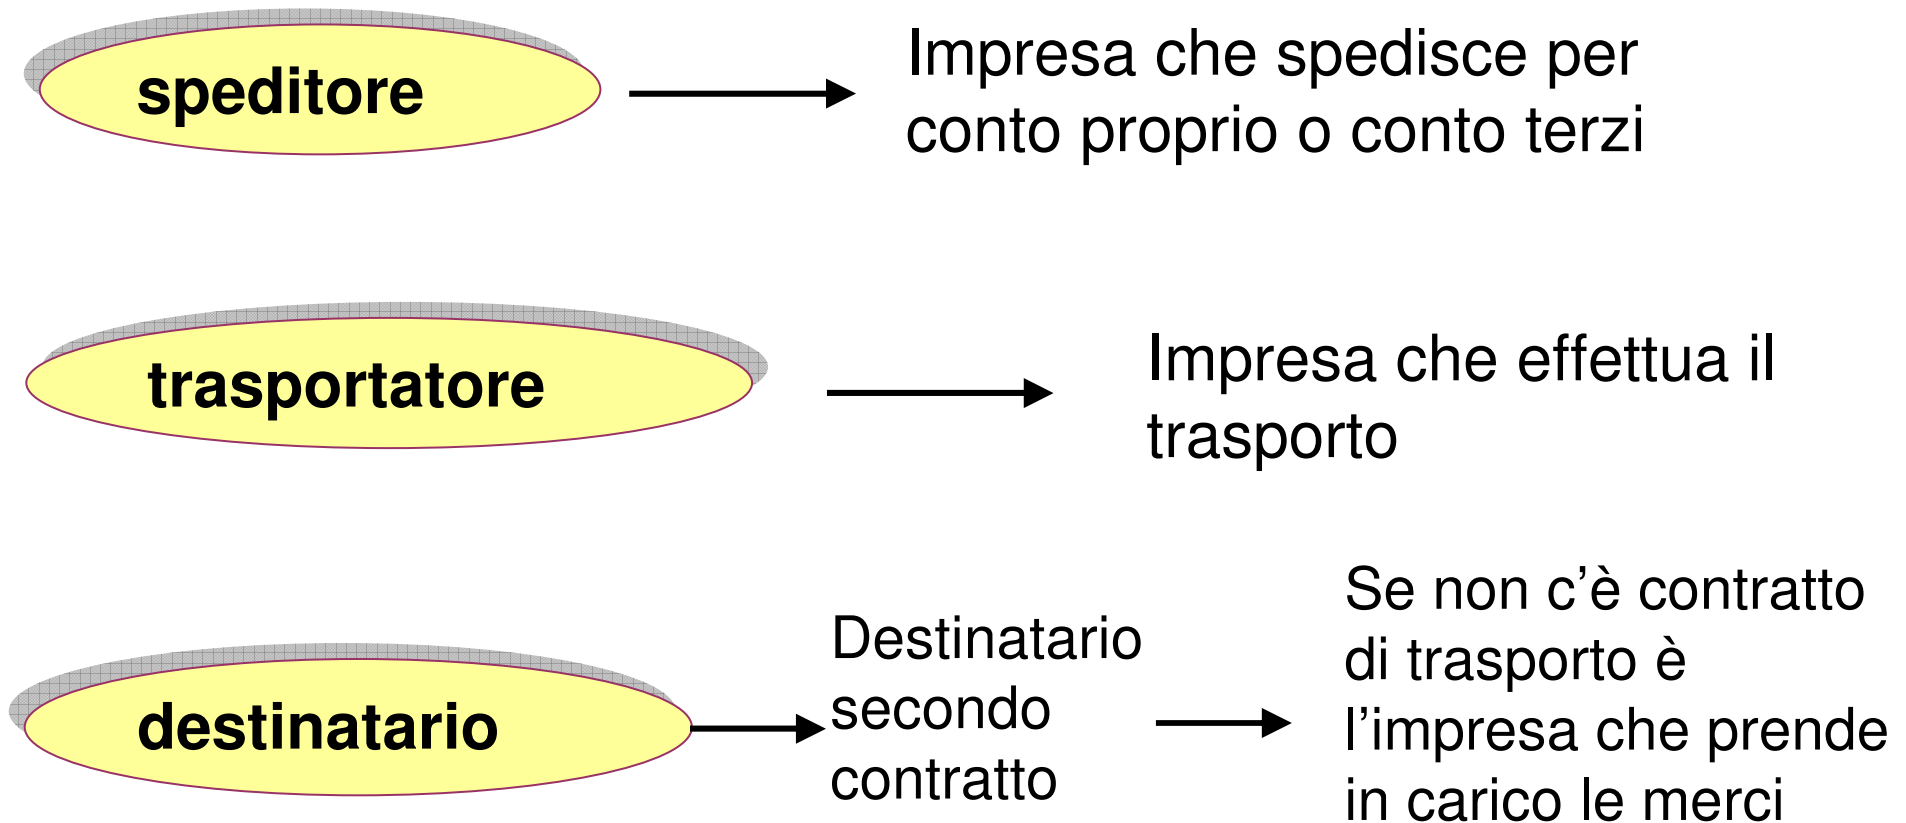 speditore
Impresa che spedisce per
conto proprio o conto terzi
trasportatore
Impresa che effettua il
trasporto
destinatario
Destinatario
secondo
contratto
Se non c’è contratto
di trasporto è
l’impresa che prende
in carico le merci